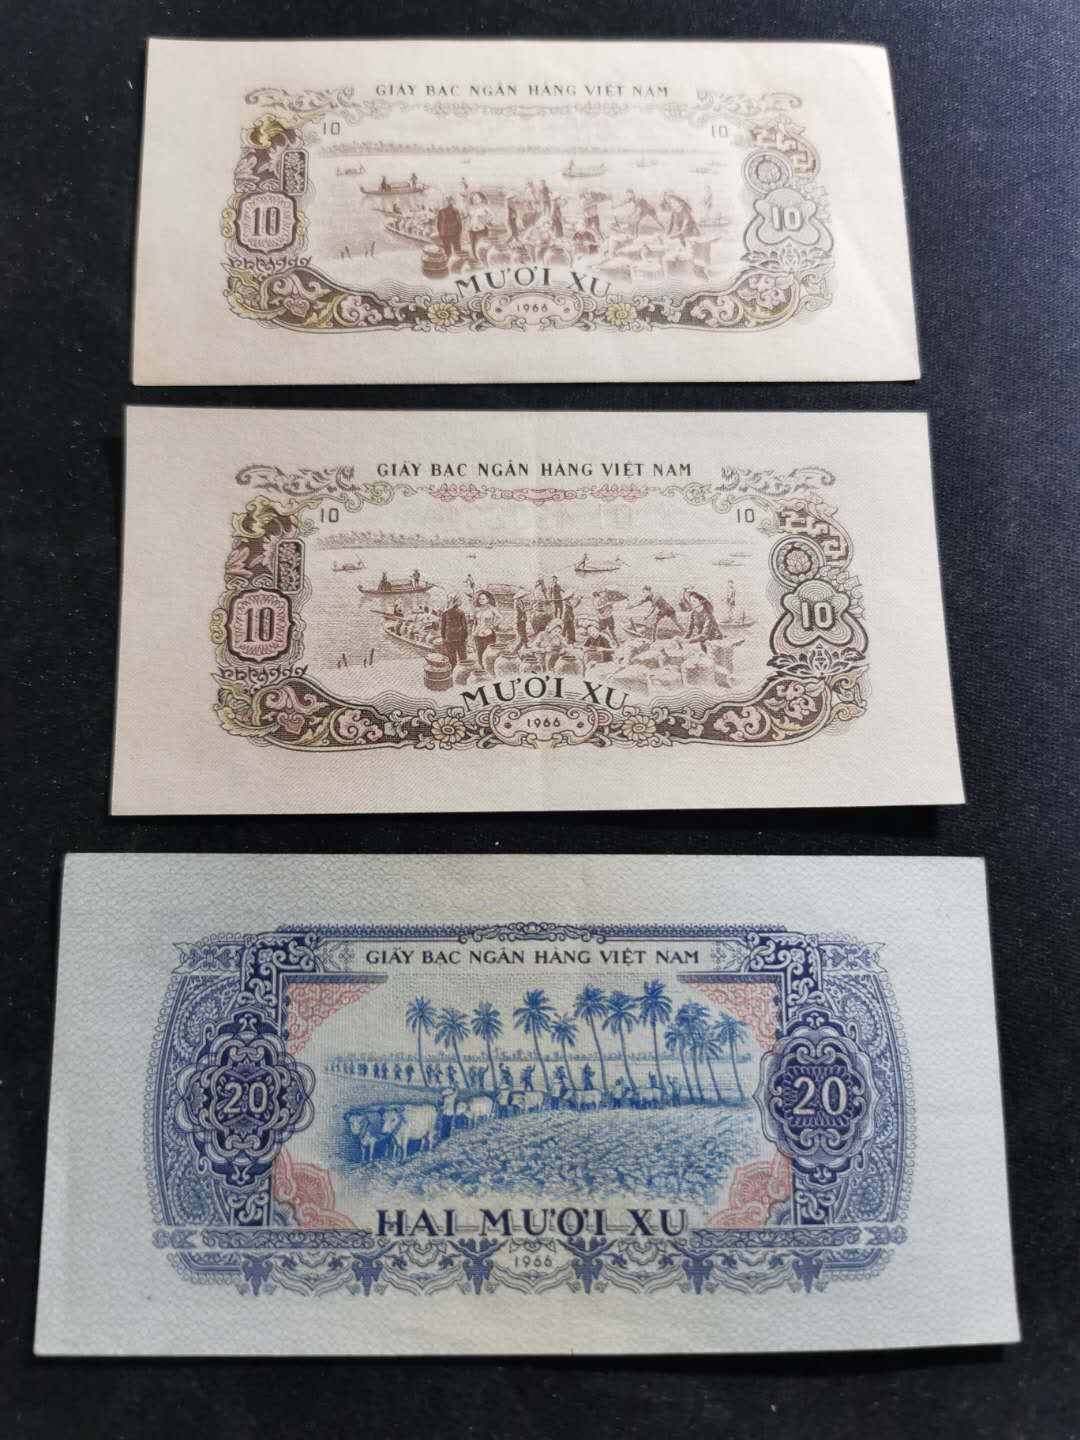 GIẤY BẠC NGÂN HÀNG VIỆT NAM
10 10
10 10
MƯỜI XU
1966
GIẤY BẠC NGÂN HÀNG VIỆT NAM
10 10
10 10
MƯỜI XU
1966
GIẤY BẠC NGÂN HÀNG VIỆT NAM
20 20
HAI MƯƠI XU
1966